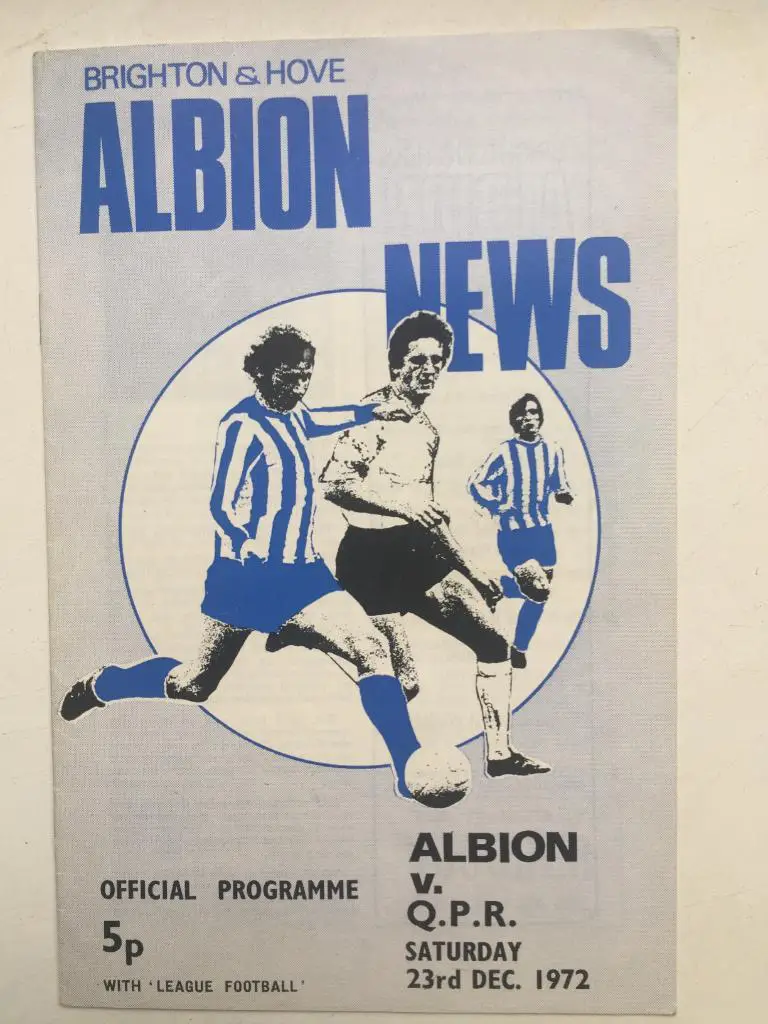 BRIGHTON & HOVE
ALBION
NEWS
OFFICIAL PROGRAMME
5p
WITH 'LEAGUE FOOTBALL'
ALBION
v.
Q.P.R.
SATURDAY
23rd DEC. 1972